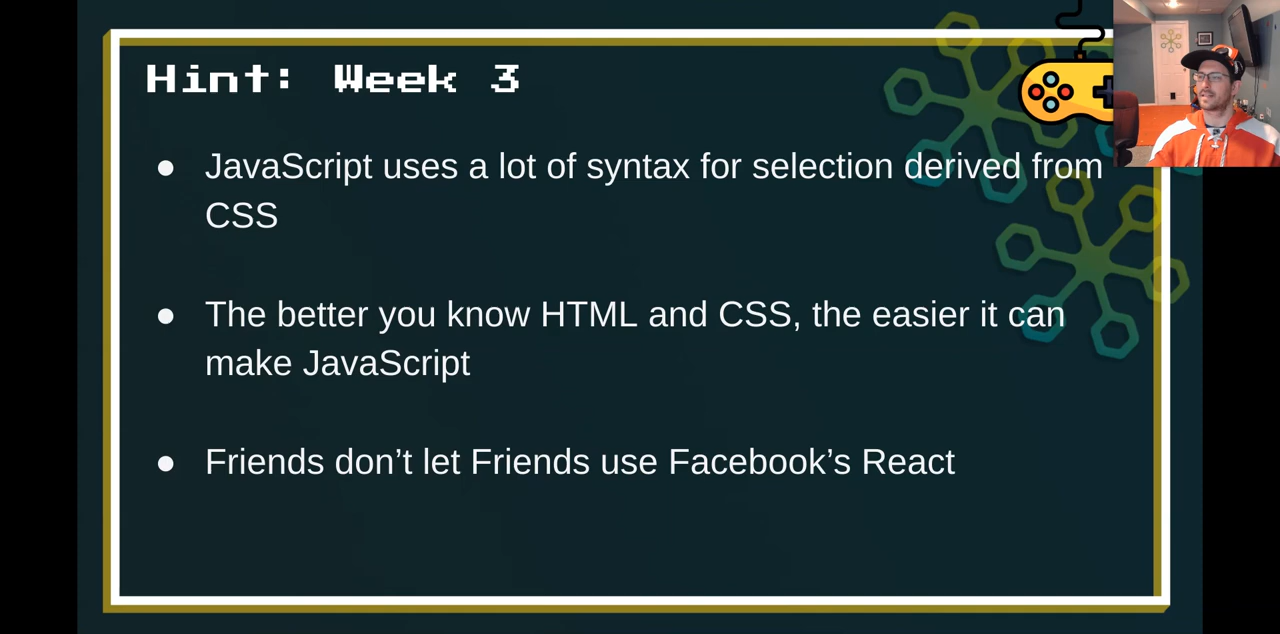 Hint: Week 3
● JavaScript uses a lot of syntax for selection derived from
CSS
● The better you know HTML and CSS, the easier it can
make JavaScript
● Friends don’t let Friends use Facebook’s React